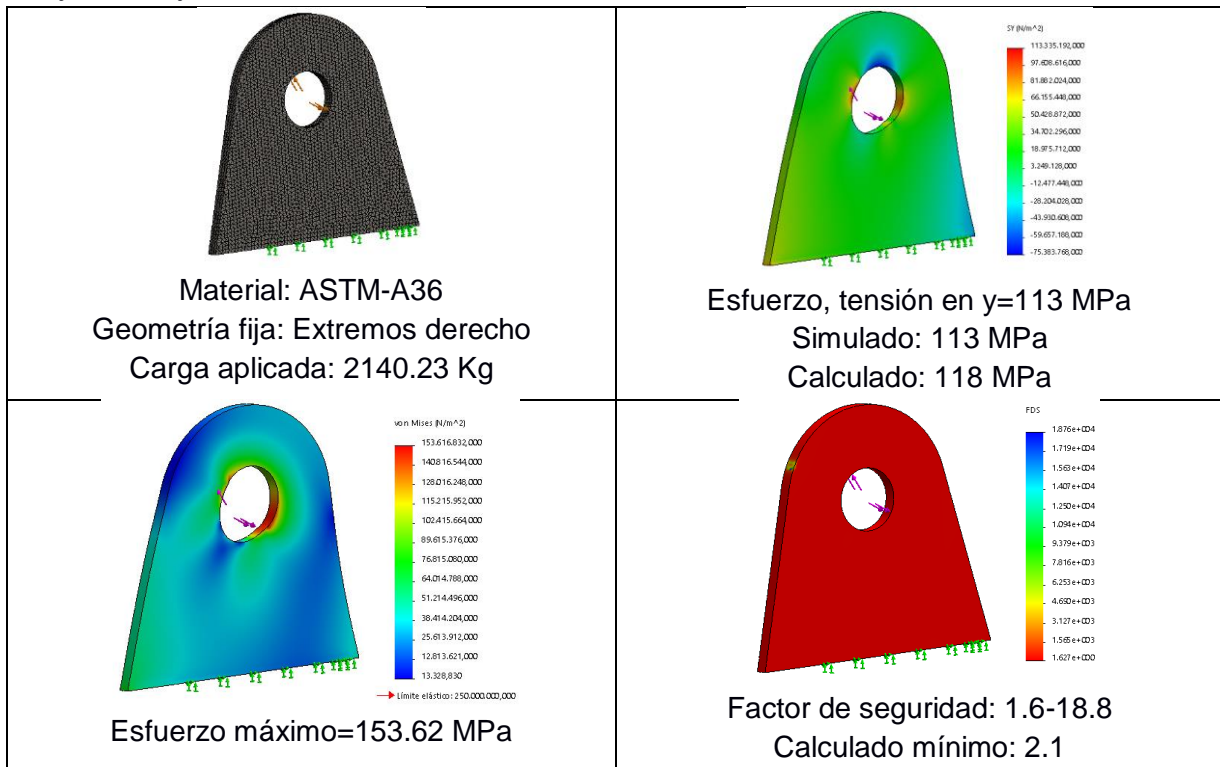 Material: ASTM-A36
Geometría fija: Extremos derecho
Carga aplicada: 2140.23 Kg
SY (N/m^2)
113.335.192,000
97.608.616,000
81.882.024,000
66.155.448,000
50.428.872,000
34.702.296,000
18.975.712,000
3.249.128,000
-12.477.448,000
-28.204.028,000
-43.930.608,000
-59.657.188,000
-75.383.768,000
Esfuerzo, tensión en y=113 MPa
Simulado: 113 MPa
Calculado: 118 MPa
von Mises (N/m^2)
153.616.832,000
140.816.544,000
128.016.248,000
115.215.952,000
102.415.664,000
89.615.376,000
76.815.080,000
64.014.788,000
51.214.496,000
38.414.204,000
25.613.912,000
12.813.621,000
13.328,830
Límite elástico: 250.000.000,000
Esfuerzo máximo=153.62 MPa
FDS
1.876e+004
1.719e+004
1.563e+004
1.407e+004
1.250e+004
1.094e+004
9.379e+003
7.816e+003
6.253e+003
4.690e+003
3.127e+003
1.565e+003
1.627e+000
Factor de seguridad: 1.6-18.8
Calculado mínimo: 2.1